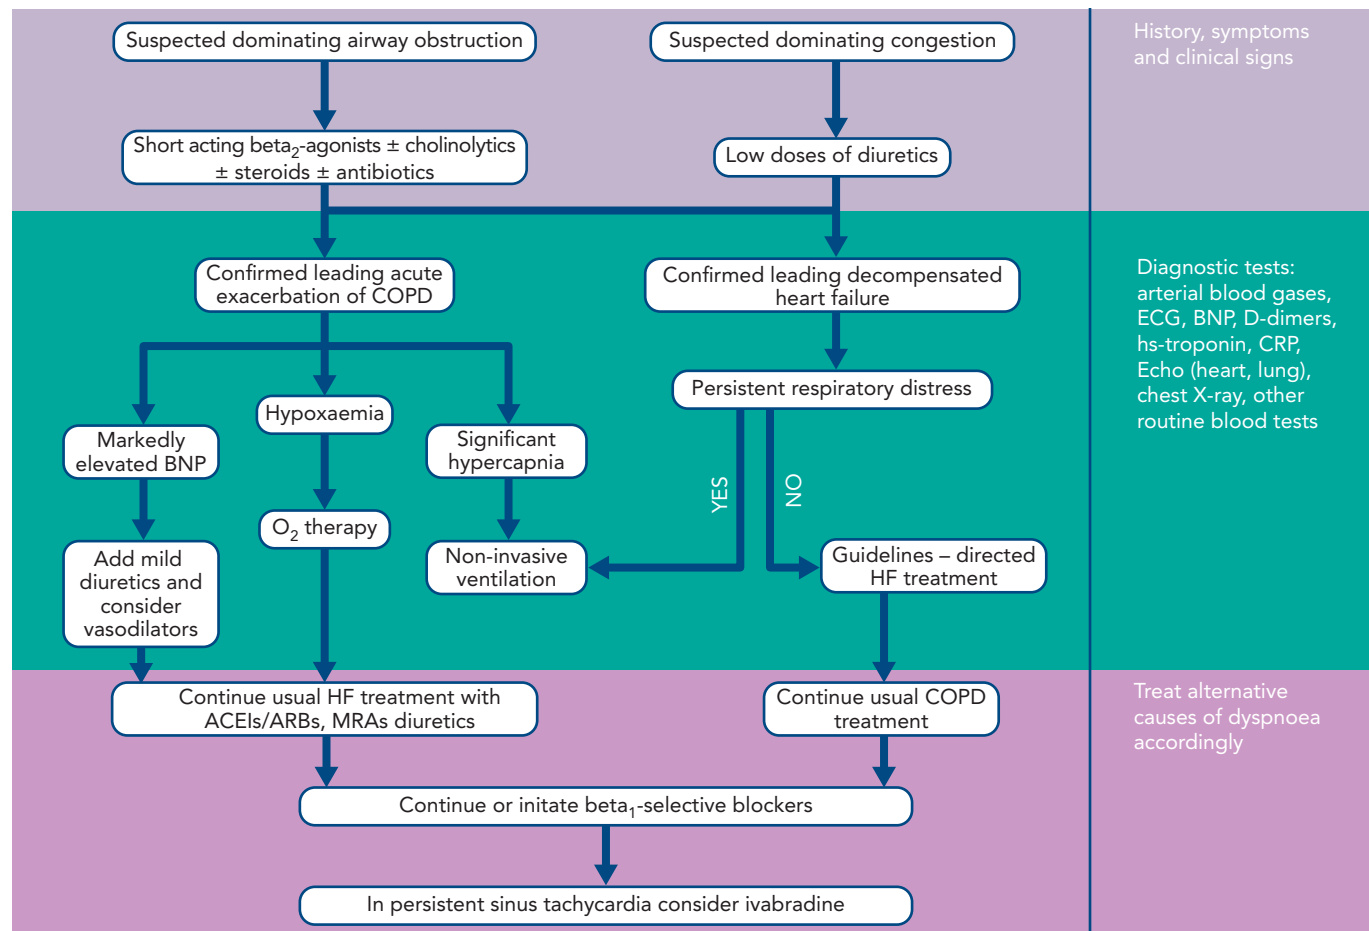 Suspected dominating airway obstruction
Suspected dominating congestion
History, symptoms
and clinical signs
Short acting beta₂-agonists ± cholinolytics
± steroids ± antibiotics
Low doses of diuretics
Confirmed leading acute
exacerbation of COPD
Confirmed leading decompensated
heart failure
Diagnostic tests:
arterial blood gases,
ECG, BNP, D-dimers,
hs-troponin, CRP,
Echo (heart, lung),
chest X-ray, other
routine blood tests
Persistent respiratory distress
Hypoxaemia
Markedly
elevated BNP
Significant
hypercapnia
YES
NO
O₂ therapy
Add mild
diuretics and
consider
vasodilators
Non-invasive
ventilation
Guidelines – directed
HF treatment
Continue usual HF treatment with
ACEIs/ARBs, MRAs diuretics
Continue usual COPD
treatment
Treat alternative
causes of dyspnoea
accordingly
Continue or initate beta₁-selective blockers
In persistent sinus tachycardia consider ivabradine